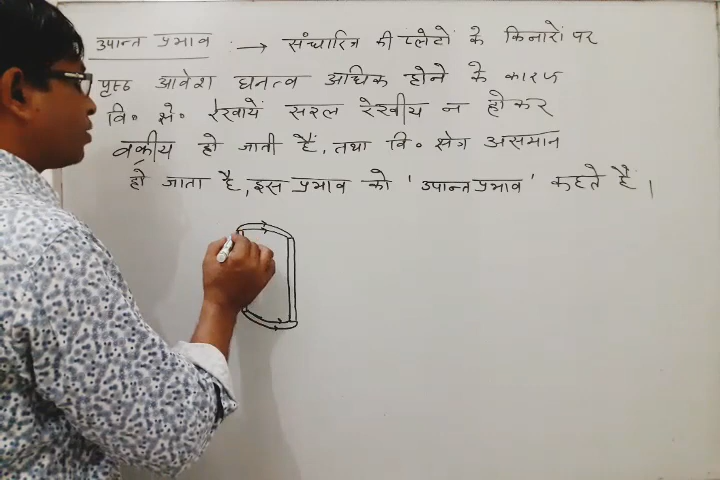 उपान्त प्रभाव :→ संधारित्र की प्लेटों के किनारों पर
पृष्ठ आवेश घनत्व अधिक होने के कारण
वि० क्षे० रेखायें सरल रेखीय न होकर
वक्रीय हो जाती हैं, तथा वि० क्षेत्र असमान
हो जाता है, इस प्रभाव को 'उपान्त प्रभाव' कहते हैं।